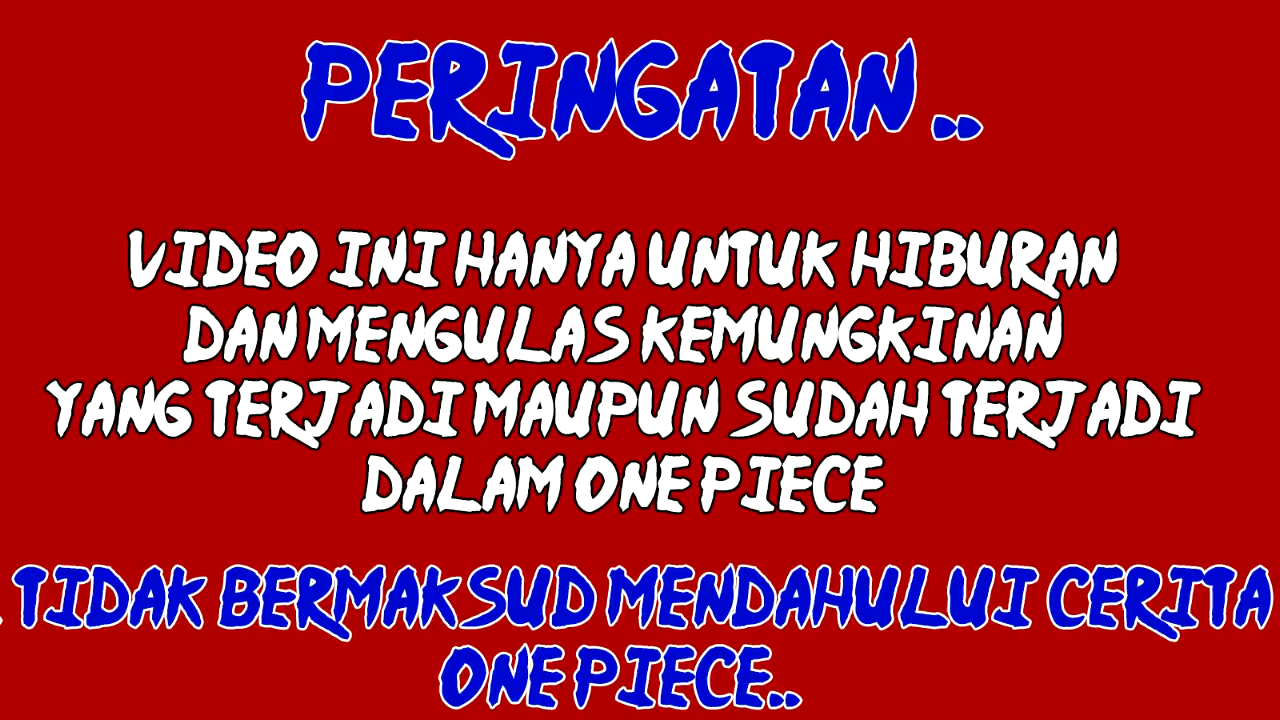 PERINGATAN ..
VIDEO INI HANYA UNTUK HIBURAN
DAN MENGULAS KEMUNGKINAN
YANG TERJADI MAUPUN SUDAH TERJADI
DALAM ONE PIECE
TIDAK BERMAKSUD MENDAHULUI CERITA
ONE PIECE..